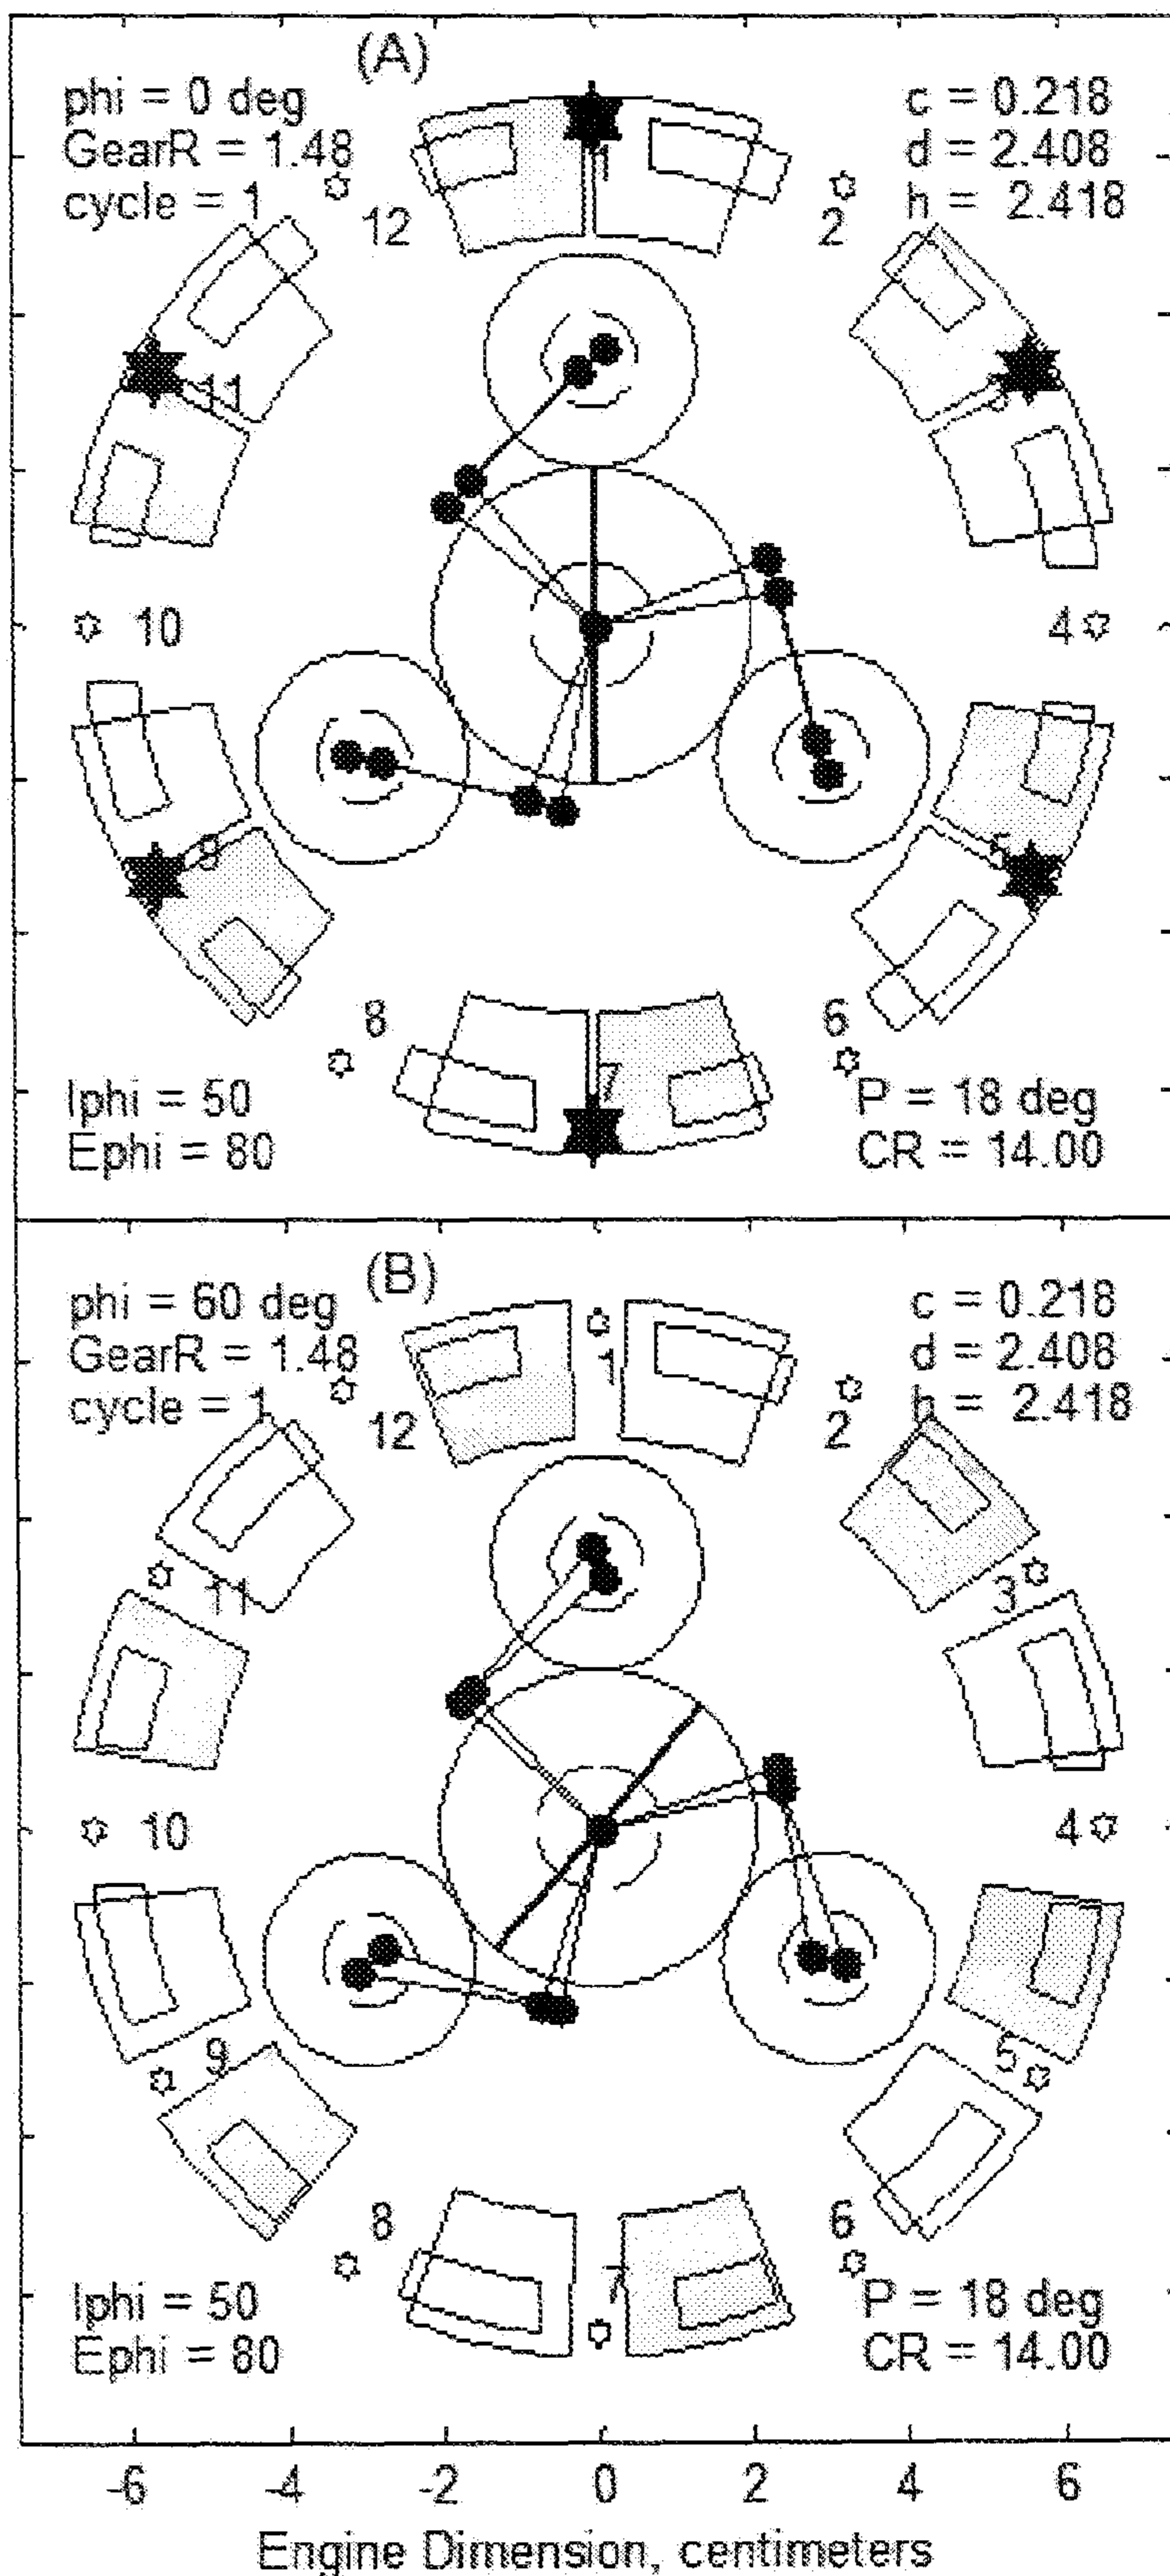 (A)
phi = 0 deg
GearR = 1.48
cycle = 1
c = 0.218
d = 2.408
h = 2.418
1
12
2
11
3
10
4
9
5
8
6
7
Iphi = 50
Ephi = 80
P = 18 deg
CR = 14.00
(B)
phi = 60 deg
GearR = 1.48
cycle = 1
c = 0.218
d = 2.408
h = 2.418
1
12
2
11
3
10
4
9
5
8
6
7
Iphi = 50
Ephi = 80
P = 18 deg
CR = 14.00
-6 -4 -2 0 2 4 6
Engine Dimension, centimeters